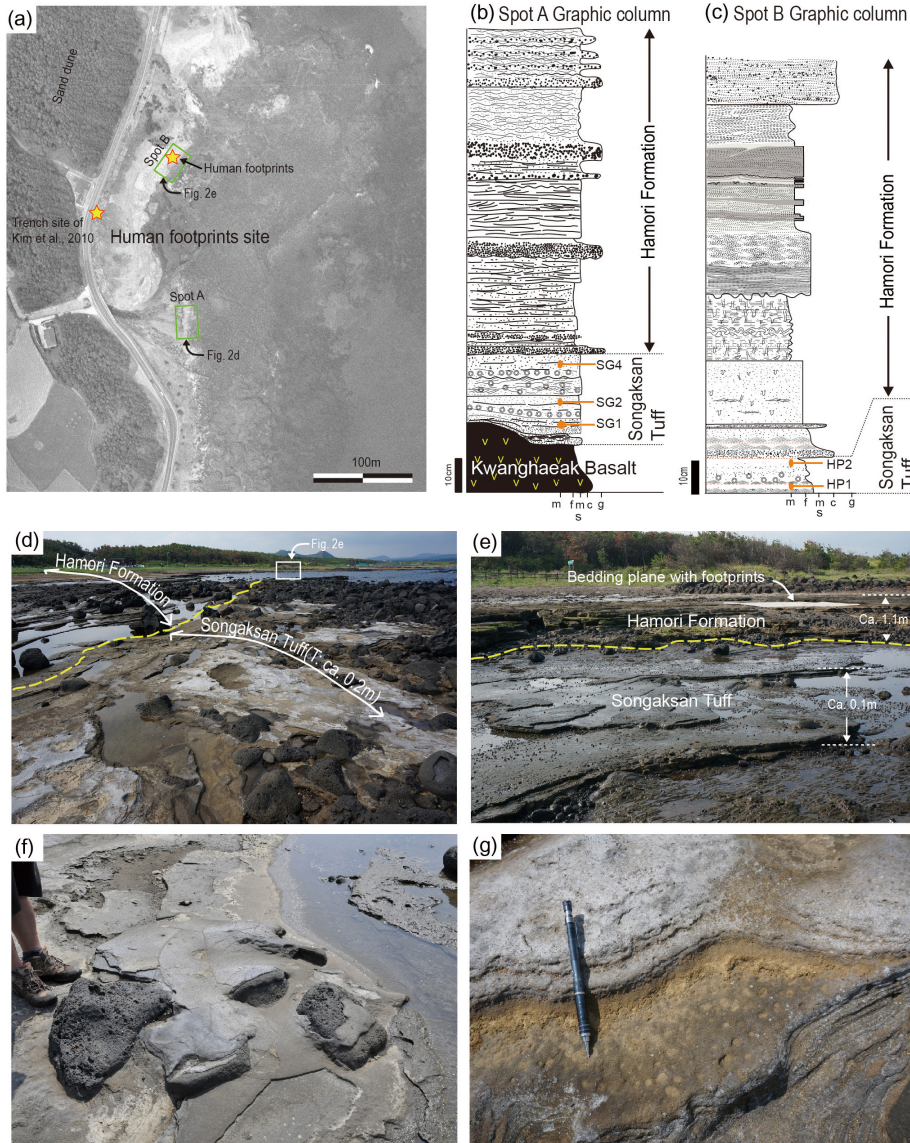 (a)
Sand dune
Spot B
Human footprints
Fig. 2e
Trench site of
Kim et al., 2010
Human footprints site
Spot A
Fig. 2d
100m
(b) Spot A Graphic column
Hamori Formation
SG4
SG2
SG1
Songaksan
Tuff
Kwanghaeak Basalt
10cm
m f m c g
s
(c) Spot B Graphic column
Hamori Formation
Songaksan
Tuff
HP2
HP1
10cm
m f m c g
s
(d)
Fig. 2e
Hamori Formation
Songaksan Tuff(T: ca. 0.2m)
(e)
Bedding plane with footprints
Hamori Formation
Ca. 1.1m
Songaksan Tuff
Ca. 0.1m
(f)
(g)